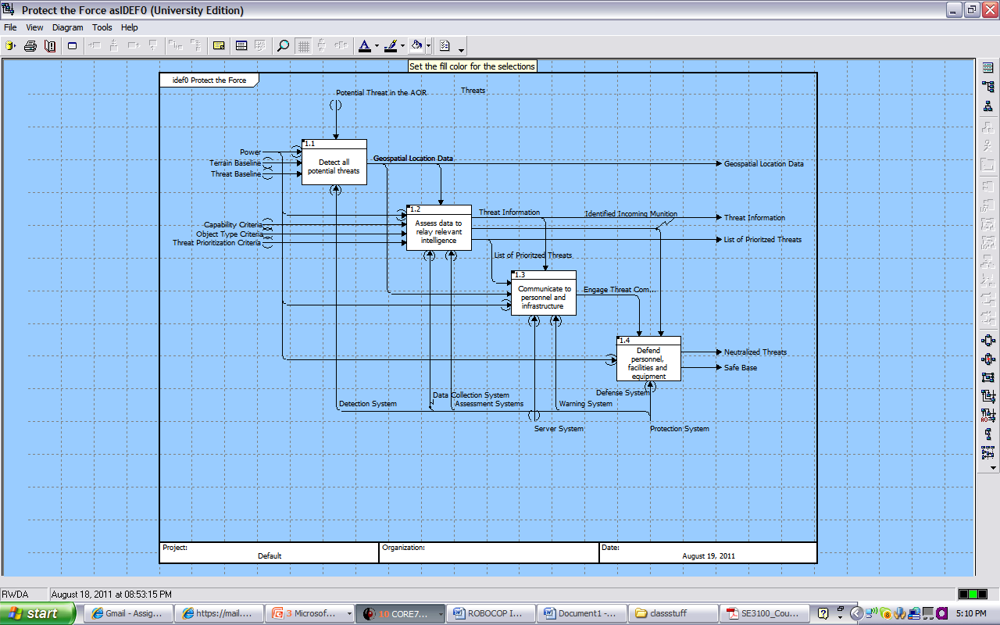 Protect the Force asIDEF0 (University Edition)
File View Diagram Tools Help
Set the fill color for the selections
idef0 Protect the Force
Potential Threat in the AOR
Threats
1.1
Detect all
potential threats
Power
Terrain Baseline
Threat Baseline
Geospatial Location Data
Geospatial Location Data
1.2
Assess data to
relay relevant
intelligence
Capability Criteria
Object Type Criteria
Threat Prioritization Criteria
Threat Information
Identified Incoming Munition
Threat Information
List of Prioritzed Threats
List of Prioritzed Threats
1.3
Communicate to
personnel and
infrastructure
Engage Threat Com...
1.4
Defend
personnel,
facilities and
equipment
Neutralized Threats
Safe Base
Defense System
Data Collection System
Detection System
Assessment Systems
Warning System
Server System
Protection System
Project:
Default
Organization:
Date:
August 19, 2011
RWDA
August 18, 2011 at 08:53:15 PM
start
Gmail - Assig...
https://mail....
3 Microsof...
10 CORE7...
ROBOCOP I...
Document1 -...
classstuff
SE3100_Cou...
5:10 PM